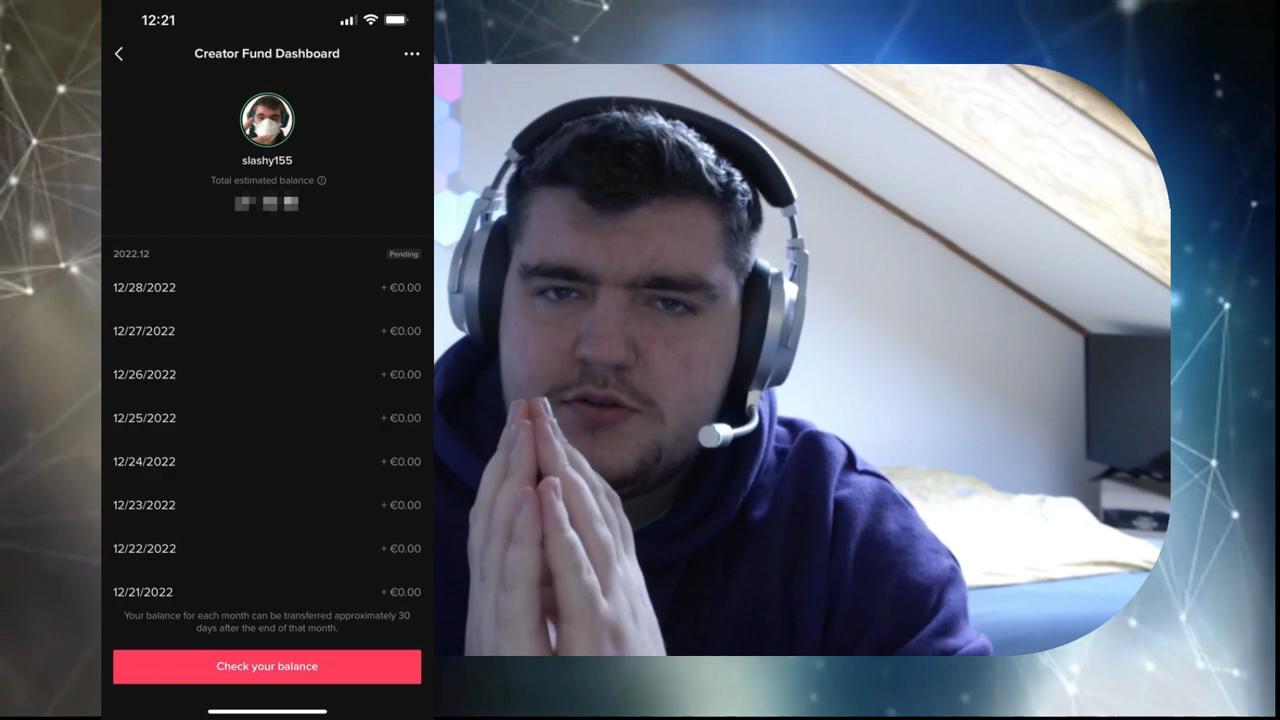 12:21
Creator Fund Dashboard
slashy155
Total estimated balance
2022.12 Pending
12/28/2022 + €0.00
12/27/2022 + €0.00
12/26/2022 + €0.00
12/25/2022 + €0.00
12/24/2022 + €0.00
12/23/2022 + €0.00
12/22/2022 + €0.00
12/21/2022 + €0.00
Your balance for each month can be transferred approximately 30
days after the end of that month.
Check your balance